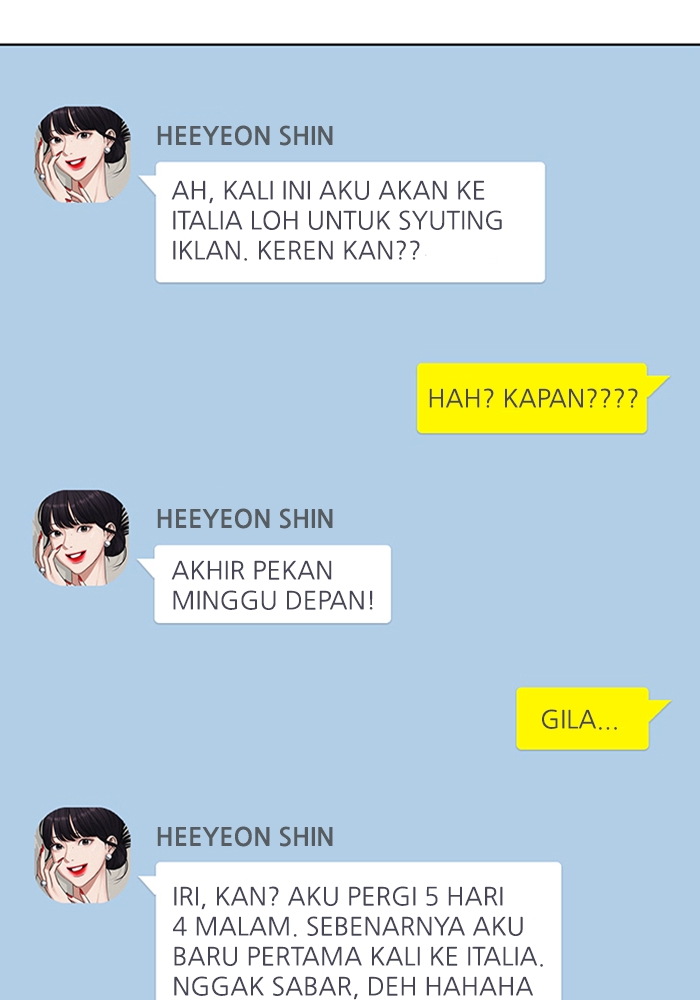 HEEYEON SHIN
AH, KALI INI AKU AKAN KE
ITALIA LOH UNTUK SYUTING
IKLAN. KEREN KAN??
HAH? KAPAN????
HEEYEON SHIN
AKHIR PEKAN
MINGGU DEPAN!
GILA...
HEEYEON SHIN
IRI, KAN? AKU PERGI 5 HARI
4 MALAM. SEBENARNYA AKU
BARU PERTAMA KALI KE ITALIA.
NGGAK SABAR, DEH HAHAHA